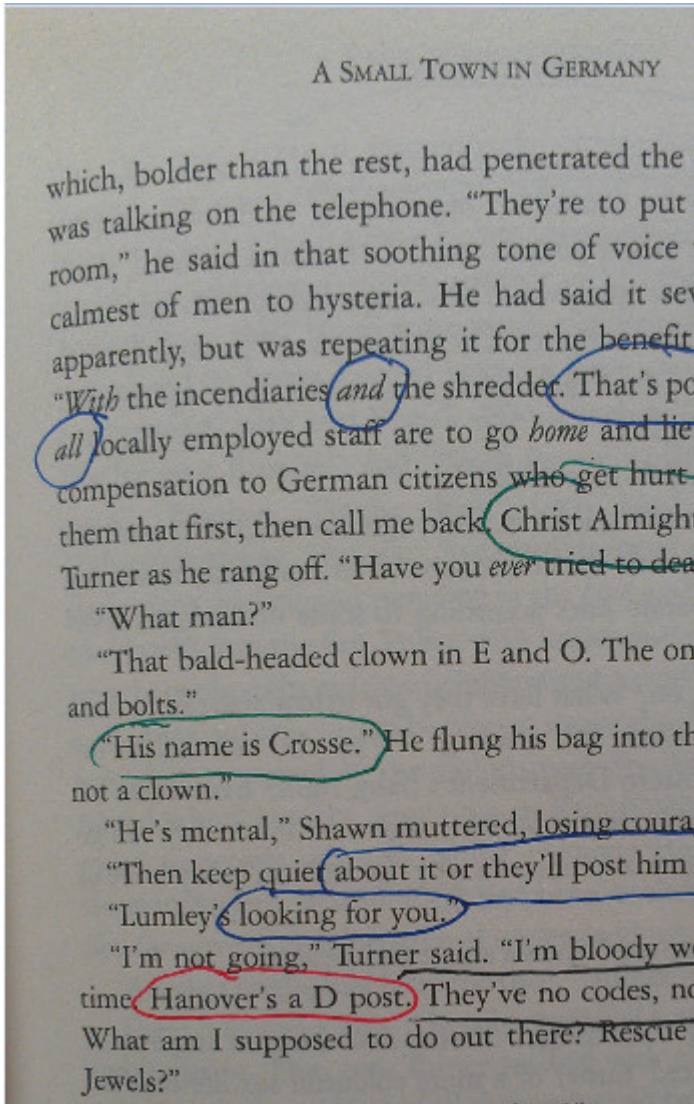 A SMALL TOWN IN GERMANY
which, bolder than the rest, had penetrated the
was talking on the telephone. “They’re to put
room,” he said in that soothing tone of voice
calmest of men to hysteria. He had said it
apparently, but was repeating it for the benefit
“With the incendiaries and the shredder. That’s
all locally employed staff are to go home and lie
compensation to German citizens who get hurt
them that first, then call me back. Christ
Turner as he rang off. “Have you ever tried to
“What man?”
“That bald-headed clown in E and O. The
and bolts.”
“His name is Crosse.” He flung his bag into
not a clown.”
“He’s mental,” Shawn muttered, losing
“Then keep quiet about it or they’ll post him
“Lumley’s looking for you.”
“I’m not going,” Turner said. “I’m bloody
time. Hanover’s a D post. They’ve no codes,
What am I supposed to do out there? Rescue
Jewels?”